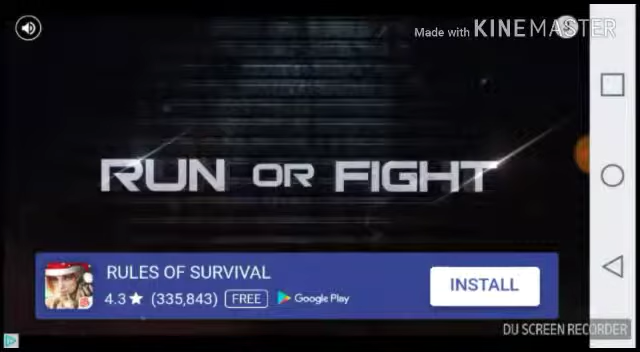 Made with KINEMASTER
RUN OR FIGHT
RULES OF SURVIVAL
4.3★ (335,843) FREE Google Play
INSTALL
DU SCREEN RECORDER